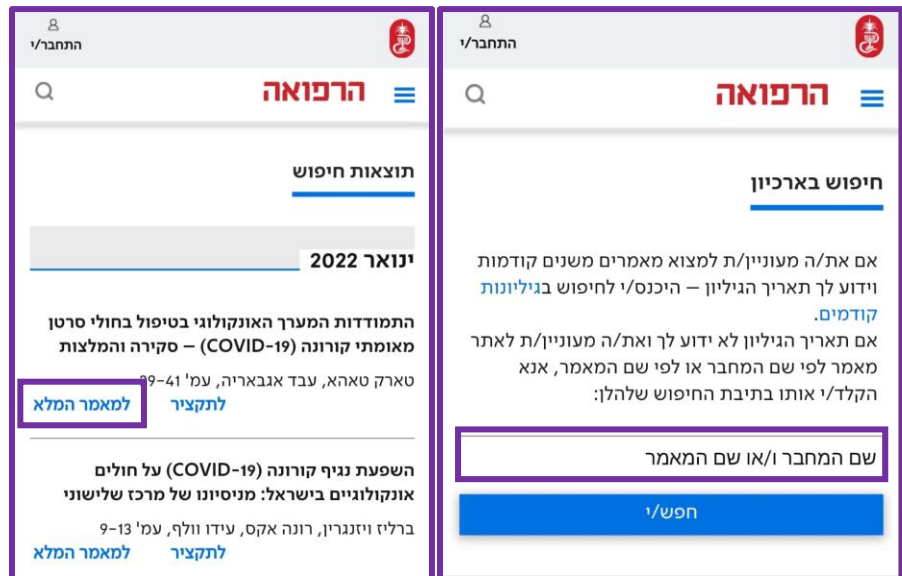 התחבר/י
הרפואה
חיפוש בארכיון
אם את/ה מעוניין/ת למצוא מאמרים משנים קודמות
וידוע לך תאריך הגיליון – היכנס/י לחיפוש בגיליונות
קודמים.
אם תאריך הגיליון לא ידוע לך ואת/ה מעוניין/ת לאתר
מאמר לפי שם המחבר או לפי שם המאמר, אנא
הקלד/י אותו בתיבת החיפוש שלהלן:
שם המחבר ו/או שם המאמר
חפש/י
התחבר/י
הרפואה
תוצאות חיפוש
ינואר 2022
התמודדות המערך האונקולוגי בטיפול בחולי סרטן
מאומתי קורונה (COVID-19) – סקירה והמלצות
טארק טאהא, עבד אגבאריה, עמ' 39-41
לתקציר למאמר המלא
השפעת נגיף קורונה (COVID-19) על חולים
אונקולוגיים בישראל: מניסיונו של מרכז שלישוני
ברליז ויזנגרין, רונה אקס, עידו וולף, עמ' 9-13
לתקציר למאמר המלא